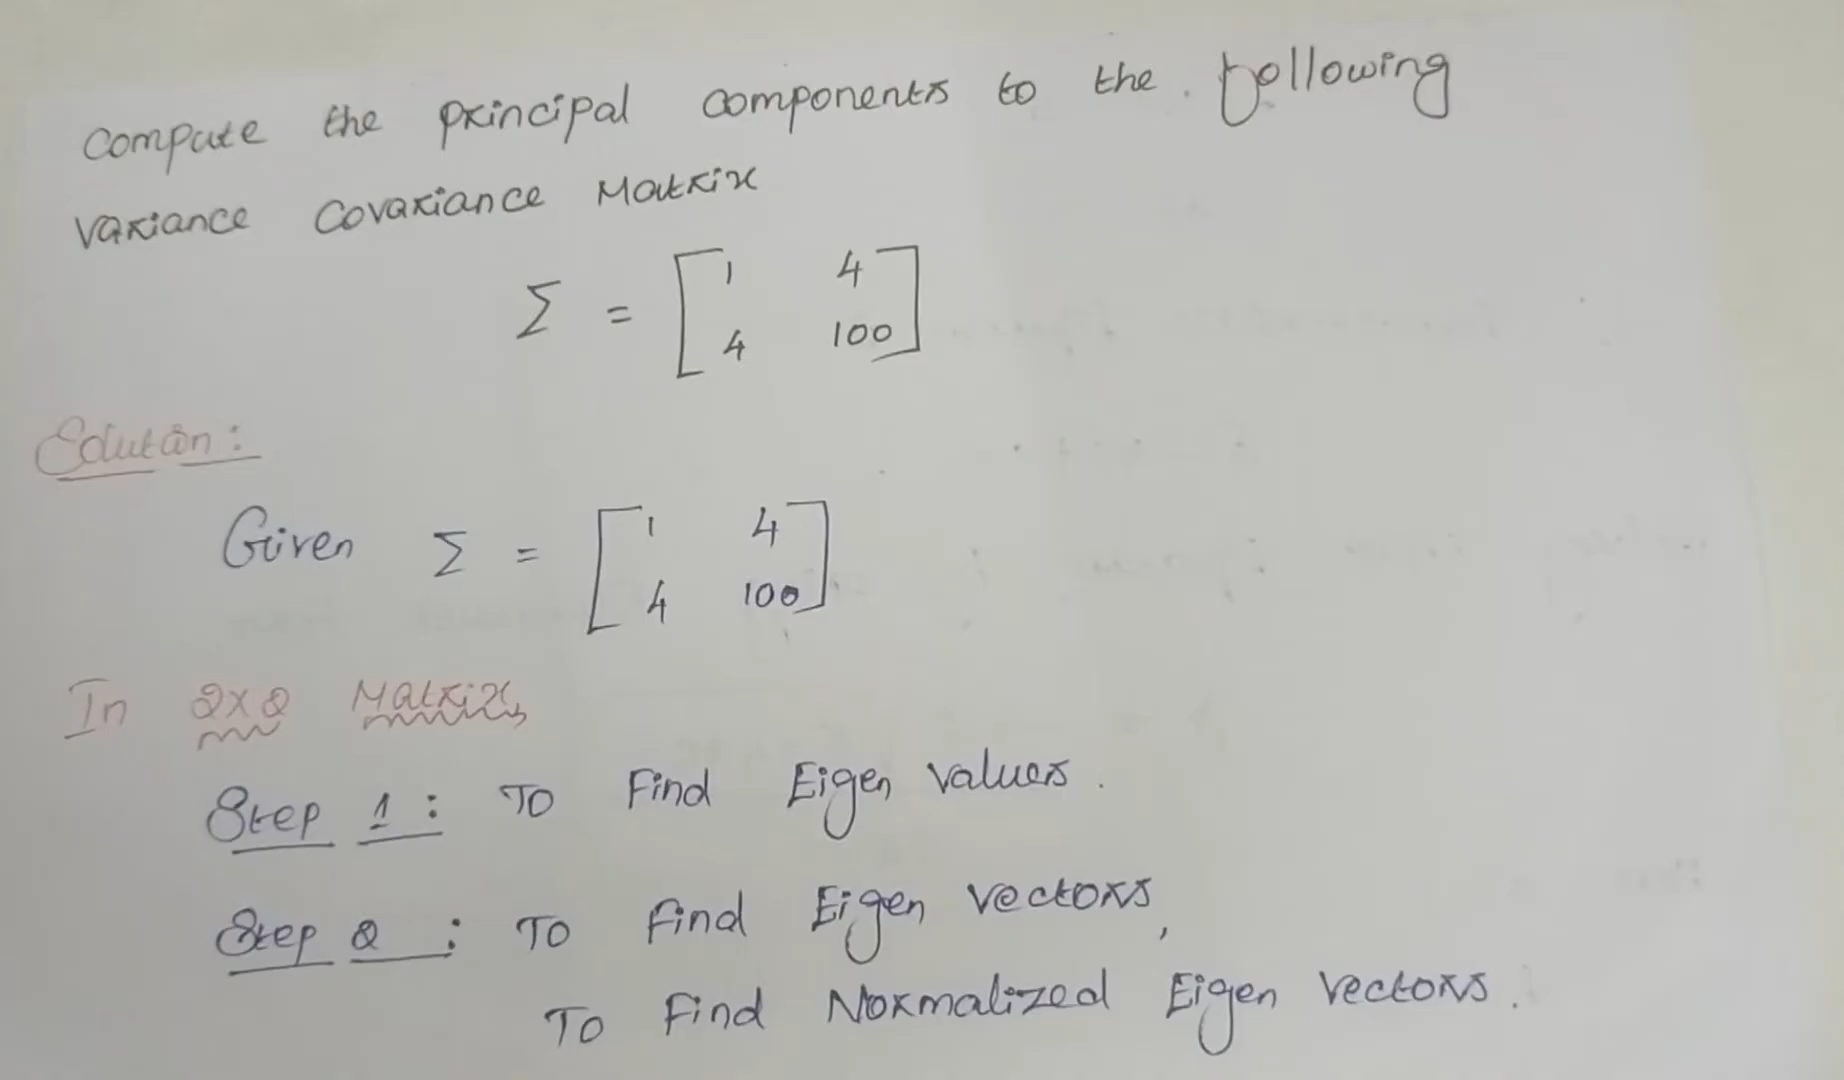 Compute the principal components to the following
Variance Covariance Matrix
Σ = [1 4
4 100]
Solution:
Given Σ = [1 4
4 100]
In 2x2 Matrix,
Step 1: To Find Eigen values.
Step 2: To find Eigen vectors,
To Find Normalized Eigen vectors.